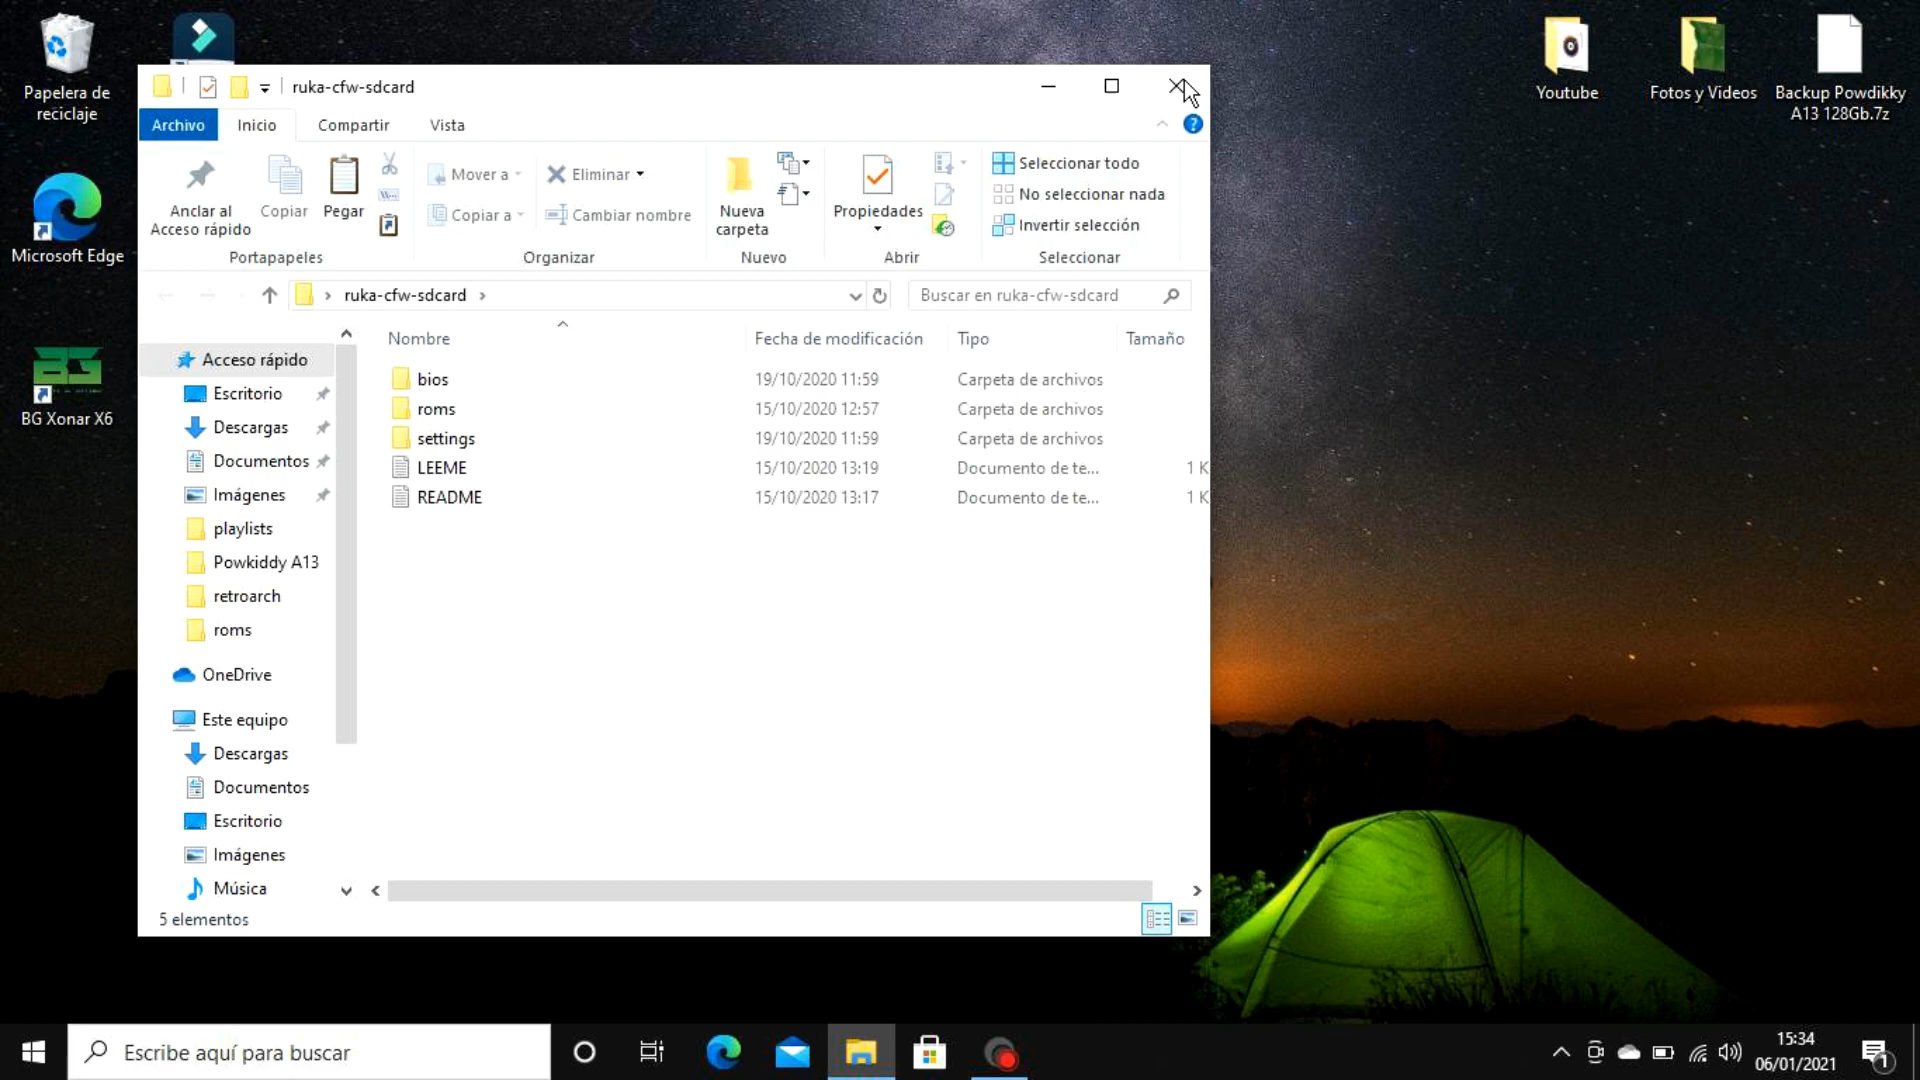 Papelera de
reciclaje
Microsoft Edge
BG Xonar X6
Youtube
Fotos y Videos
Backup Powdikky
A13 128Gb.7z
ruka-cfw-sdcard
Archivo
Inicio
Compartir
Vista
Anclar al
Acceso rápido
Copiar
Pegar
Portapapeles
Mover a
Copiar a
Eliminar
Cambiar nombre
Organizar
Nueva
carpeta
Nuevo
Propiedades
Abrir
Seleccionar todo
No seleccionar nada
Invertir selección
Seleccionar
ruka-cfw-sdcard
Buscar en ruka-cfw-sdcard
Nombre Fecha de modificación Tipo Tamaño
bios 19/10/2020 11:59 Carpeta de archivos
roms 15/10/2020 12:57 Carpeta de archivos
settings 19/10/2020 11:59 Carpeta de archivos
LEEME 15/10/2020 13:19 Documento de te... 1 K
README 15/10/2020 13:17 Documento de te... 1 K
Acceso rápido
Escritorio
Descargas
Documentos
Imágenes
playlists
Powkiddy A13
retroarch
roms
OneDrive
Este equipo
Descargas
Documentos
Escritorio
Imágenes
Música
5 elementos
Escribe aquí para buscar
15:34
06/01/2021
1